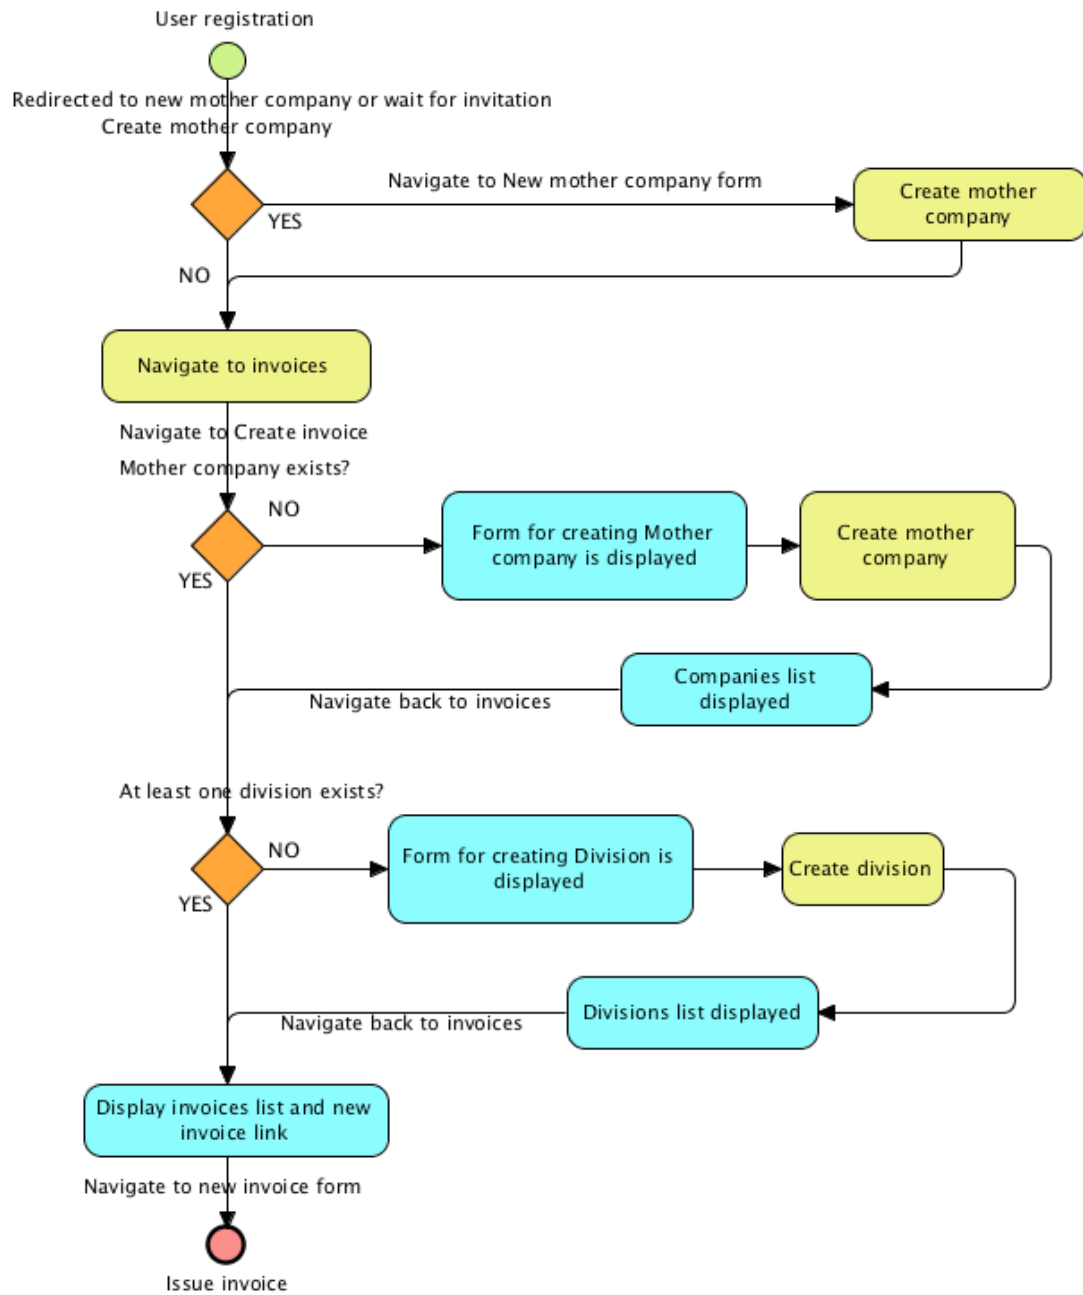 User registration
Redirected to new mother company or wait for invitation
Create mother company
Navigate to New mother company form
Create mother
company
YES
NO
Navigate to invoices
Navigate to Create invoice
Mother company exists?
NO
Form for creating Mother
company is displayed
Create mother
company
YES
Companies list
displayed
Navigate back to invoices
At least one division exists?
NO
Form for creating Division is
displayed
Create division
YES
Divisions list displayed
Navigate back to invoices
Display invoices list and new
invoice link
Navigate to new invoice form
Issue invoice